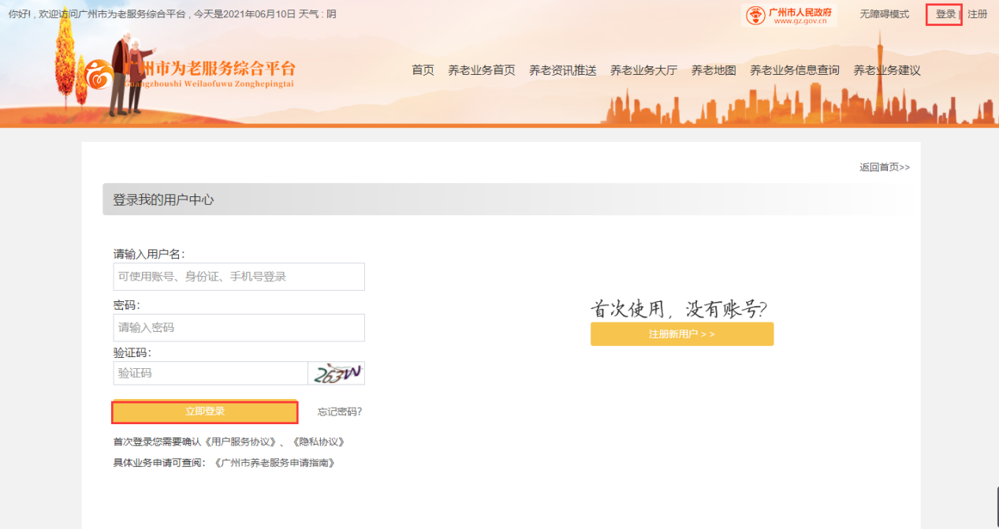 你好! , 欢迎访问广州市为老服务综合平台 , 今天是2021年06月10日 天气 : 阴
广州市人民政府
www.gz.gov.cn
无障碍模式
登录 | 注册
广州市为老服务综合平台
Guangzhoushi Weilaofuwu Zonghepingtai
首页 养老业务首页 养老资讯推送 养老业务大厅 养老地图 养老业务信息查询 养老业务建议
返回首页>>
登录我的用户中心
请输入用户名：
可使用账号、身份证、手机号登录
密码：
请输入密码
验证码：
验证码
263W
立即登录
忘记密码?
首次登录您需要确认《用户服务协议》、《隐私协议》
具体业务申请可查阅：《广州市养老服务申请指南》
首次使用，没有账号?
注册新用户 > >